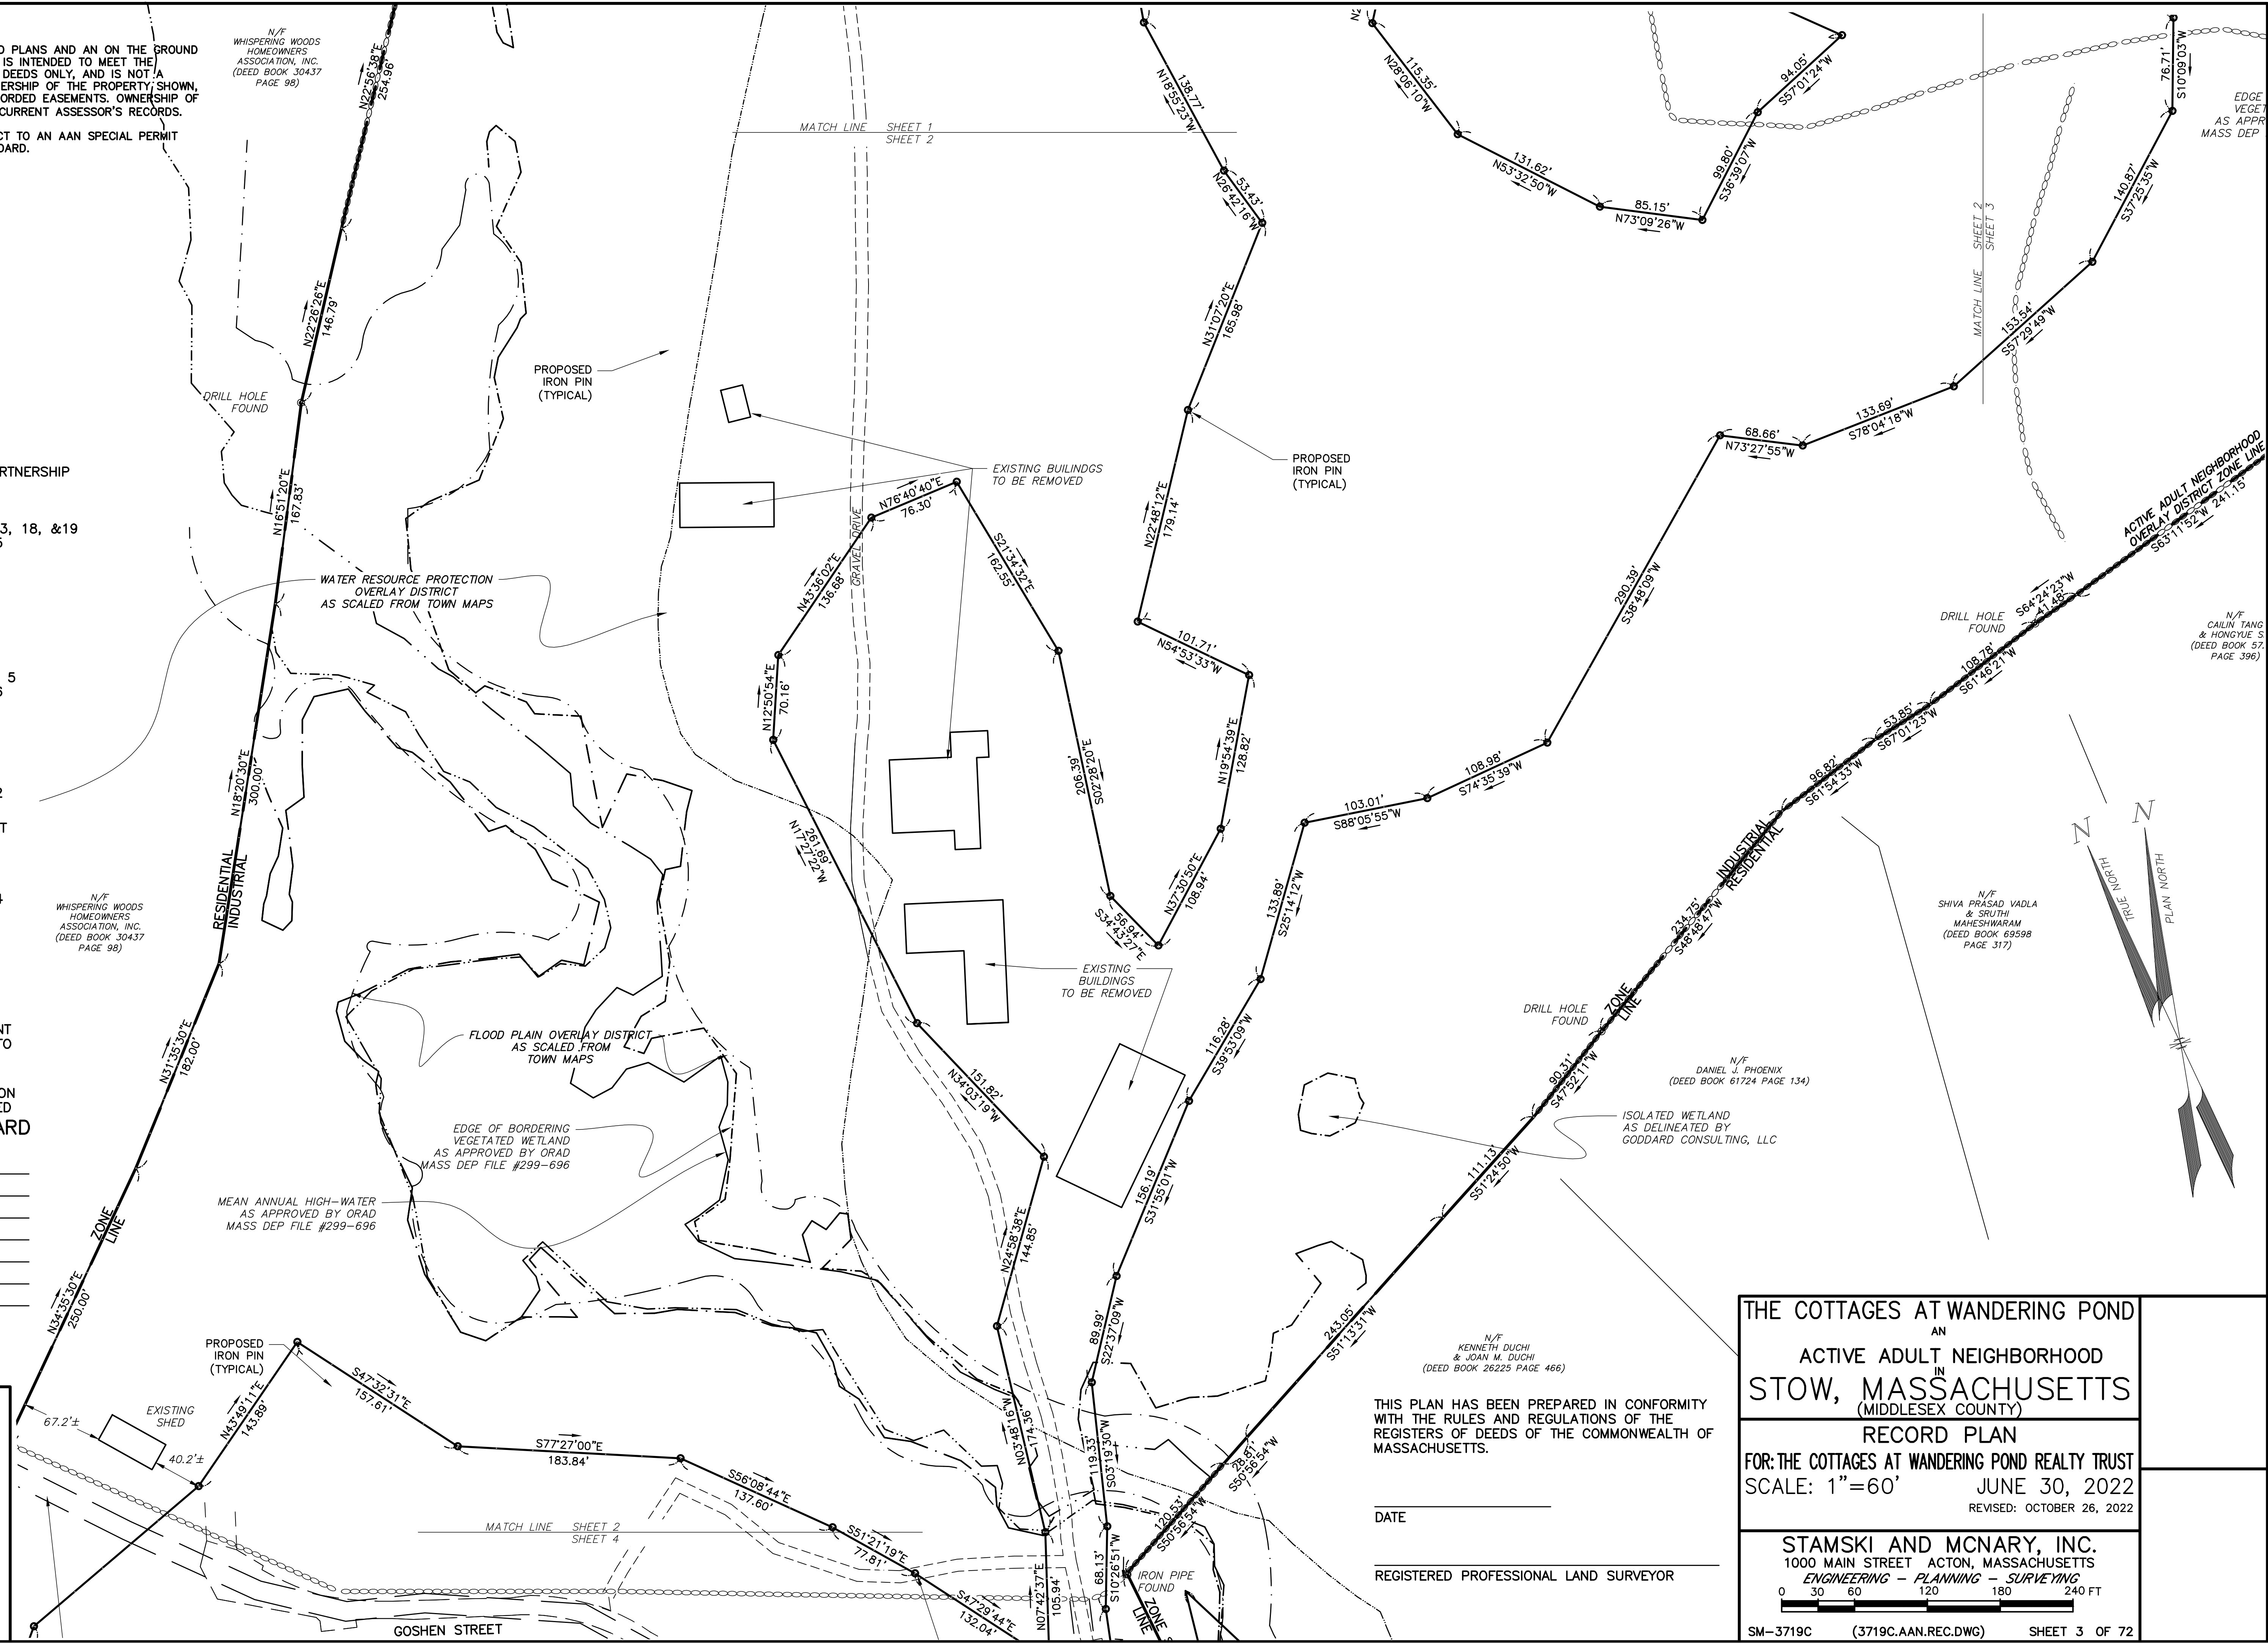 D PLANS AND AN ON THE GROUND
IS INTENDED TO MEET THE
DEEDS ONLY, AND IS NOT A
ERSHIP OF THE PROPERTY SHOWN,
ORDED EASEMENTS. OWNERSHIP OF
CURRENT ASSESSOR'S RECORDS.
CT TO AN AAN SPECIAL PERMIT
OARD.
N/F
WHISPERING WOODS
HOMEOWNERS
ASSOCIATION, INC.
(DEED BOOK 30437
PAGE 98)
N22°56'38"E
254.96'
MATCH LINE SHEET 1
SHEET 2
138.77'
N18°55'23"W
53.43'
N26°42'16"W
115.35'
N28°06'10"W
131.62'
N53°32'50"W
85.15'
N73°09'26"W
99.80'
S36°39'07"W
94.05'
S57°01'24"W
MATCH LINE SHEET 2
SHEET 3
76.71'
S10°09'03"W
140.87'
S37°25'35"W
EDGE
VEGET
AS APPR
MASS DEP
153.54'
S57°29'49"W
133.69'
S78°04'18"W
68.66'
N73°27'55"W
N22°26'26"E
146.79'
N31°07'20"E
165.98'
PROPOSED
IRON PIN
(TYPICAL)
DRILL HOLE
FOUND
RTNERSHIP
3, 18, &19
N16°51'20"E
167.83'
EXISTING BUILINDGS
TO BE REMOVED
PROPOSED
IRON PIN
(TYPICAL)
N76°40'40"E
76.30'
GRAVEL DRIVE
S21°34'32"E
162.55'
N22°48'12"E
179.14'
N43°36'02"E
136.68'
WATER RESOURCE PROTECTION
OVERLAY DISTRICT
AS SCALED FROM TOWN MAPS
290.39'
S38°48'09"W
ACTIVE ADULT NEIGHBORHOOD
OVERLAY DISTRICT ZONE LINE
S63°11'52"W 241.15'
S64°24'23"W
41.48'
DRILL HOLE
FOUND
N/F
CAILIN TANG
& HONGYUE S
(DEED BOOK 57
PAGE 396)
101.71'
N54°53'33"W
108.78'
S61°46'21"W
5
6
N12°50'54"E
70.16'
53.85'
S67°01'23"W
N18°20'30"E
300.00'
206.39'
S02°28'20"E
N19°54'39"E
128.82'
108.98'
S74°35'39"W
96.82'
S61°54'33"W
103.01'
S88°05'55"W
2
T
261.69'
N17°27'22"W
INDUSTRIAL
RESIDENTIAL
RESIDENTIAL
INDUSTRIAL
N
N
TRUE NORTH
PLAN NORTH
N/F
WHISPERING WOODS
HOMEOWNERS
ASSOCIATION, INC.
(DEED BOOK 30437
PAGE 98)
56.94'
S34°43'27"E
N37°30'50"E
108.94'
133.89'
S25°14'12"W
234.75'
S48°48'47"W
N/F
SHIVA PRASAD VADLA
& SRUTHI
MAHESHWARAM
(DEED BOOK 69598
PAGE 317)
EXISTING
BUILDINGS
TO BE REMOVED
DRILL HOLE
FOUND
ZONE
LINE
NT
TO
FLOOD PLAIN OVERLAY DISTRICT
AS SCALED FROM
TOWN MAPS
N31°35'30"E
182.00'
116.28'
S39°53'09"W
N/F
DANIEL J. PHOENIX
(DEED BOOK 61724 PAGE 134)
90.31'
S47°52'11"W
151.82'
N34°03'19"W
ON
ED
ARD
EDGE OF BORDERING
VEGETATED WETLAND
AS APPROVED BY ORAD
MASS DEP FILE #299-696
ISOLATED WETLAND
AS DELINEATED BY
GODDARD CONSULTING, LLC
111.13'
S51°24'50"W
156.19'
S31°55'01"W
MEAN ANNUAL HIGH-WATER
AS APPROVED BY ORAD
MASS DEP FILE #299-696
ZONE
LINE
N24°58'38"E
144.85'
N34°35'30"E
250.00'
243.05'
S51°13'31"W
89.99'
S22°37'09"W
PROPOSED
IRON PIN
(TYPICAL)
N/F
KENNETH DUCHI
& JOAN M. DUCHI
(DEED BOOK 26225 PAGE 466)
67.2'±
EXISTING
SHED
40.2'±
N43°49'11"E
143.89'
S47°32'31"E
157.61'
S77°27'00"E
183.84'
S56°08'44"E
137.60'
N03°48'16"W
174.36'
119.33'
S03°19'30"W
28.81'
S50°56'54"W
120.53'
S50°56'54"W
MATCH LINE SHEET 2
SHEET 4
S51°21'19"E
77.81'
S47°29'44"E
132.04'
N07°42'37"E
105.94'
68.13'
S10°26'51"W
IRON PIPE
FOUND
ZONE
LINE
GOSHEN STREET
THIS PLAN HAS BEEN PREPARED IN CONFORMITY
WITH THE RULES AND REGULATIONS OF THE
REGISTERS OF DEEDS OF THE COMMONWEALTH OF
MASSACHUSETTS.
DATE
REGISTERED PROFESSIONAL LAND SURVEYOR
THE COTTAGES AT WANDERING POND
AN
ACTIVE ADULT NEIGHBORHOOD
IN
STOW, MASSACHUSETTS
(MIDDLESEX COUNTY)
RECORD PLAN
FOR: THE COTTAGES AT WANDERING POND REALTY TRUST
SCALE: 1"=60' JUNE 30, 2022
REVISED: OCTOBER 26, 2022
STAMSKI AND MCNARY, INC.
1000 MAIN STREET ACTON, MASSACHUSETTS
ENGINEERING - PLANNING - SURVEYING
0 30 60 120 180 240 FT
SM-3719C (3719C.AAN.REC.DWG) SHEET 3 OF 72